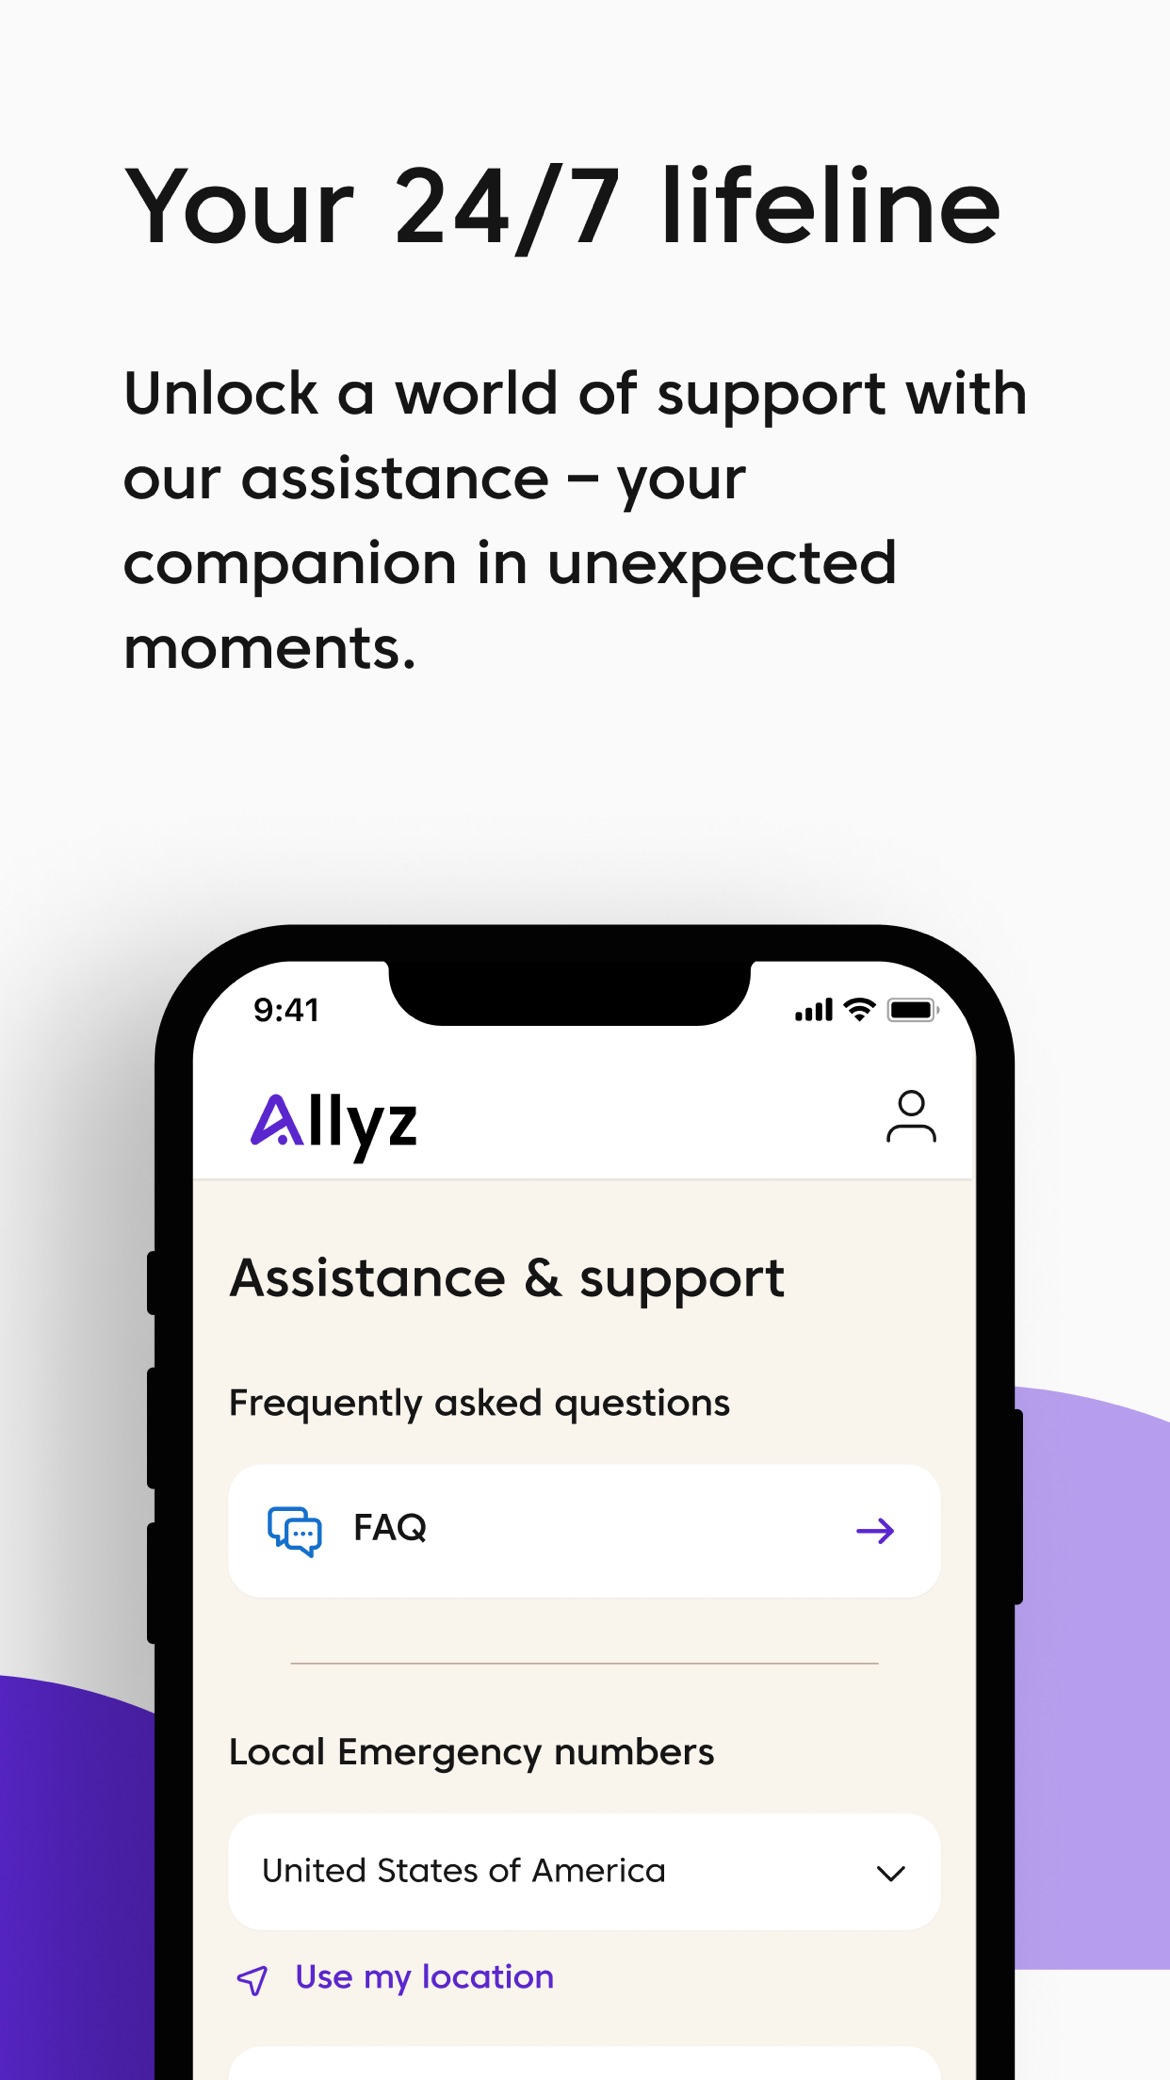 Your 24/7 lifeline
Unlock a world of support with
our assistance – your
companion in unexpected
moments.
9:41
Allyz
Assistance & support
Frequently asked questions
FAQ
Local Emergency numbers
United States of America
Use my location